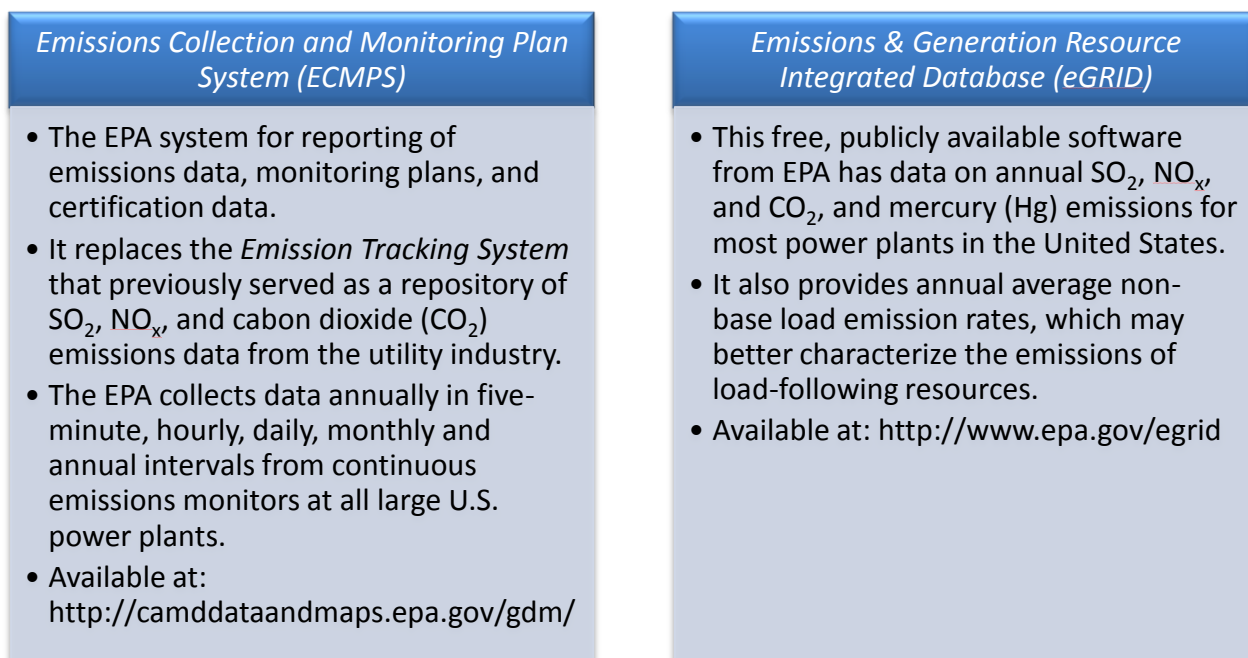 Emissions Collection and Monitoring Plan
System (ECMPS)
• The EPA system for reporting of
emissions data, monitoring plans, and
certification data.
• It replaces the Emission Tracking System
that previously served as a repository of
SO₂, NOₓ, and cabon dioxide (CO₂)
emissions data from the utility industry.
• The EPA collects data annually in five-
minute, hourly, daily, monthly and
annual intervals from continuous
emissions monitors at all large U.S.
power plants.
• Available at:
http://camddataandmaps.epa.gov/gdm/
Emissions & Generation Resource
Integrated Database (eGRID)
• This free, publicly available software
from EPA has data on annual SO₂, NOₓ,
and CO₂, and mercury (Hg) emissions for
most power plants in the United States.
• It also provides annual average non-
base load emission rates, which may
better characterize the emissions of
load-following resources.
• Available at: http://www.epa.gov/egrid